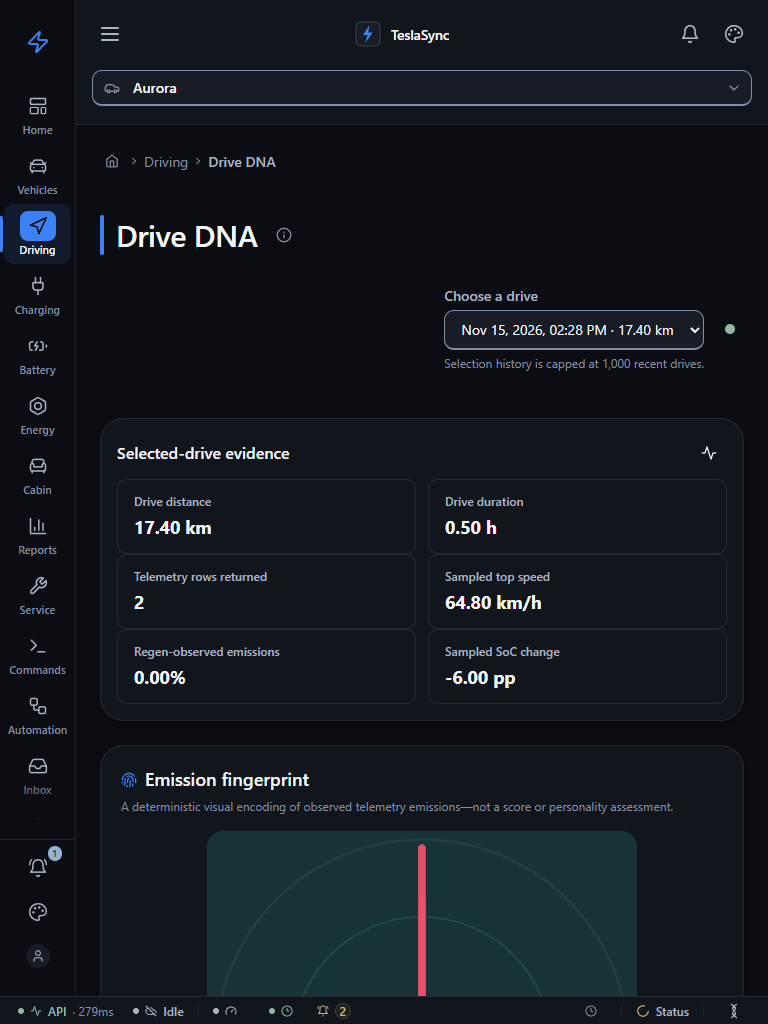 TeslaSync
Aurora
Home
Vehicles
Driving
Charging
Battery
Energy
Cabin
Reports
Service
Commands
Automation
Inbox
1
Driving
Drive DNA
Drive DNA
Choose a drive
Nov 15, 2026, 02:28 PM · 17.40 km
Selection history is capped at 1,000 recent drives.
Selected-drive evidence
Drive distance
17.40 km
Drive duration
0.50 h
Telemetry rows returned
2
Sampled top speed
64.80 km/h
Regen-observed emissions
0.00%
Sampled SoC change
-6.00 pp
Emission fingerprint
A deterministic visual encoding of observed telemetry emissions—not a score or personality assessment.
API · 279ms
Idle
2
Status